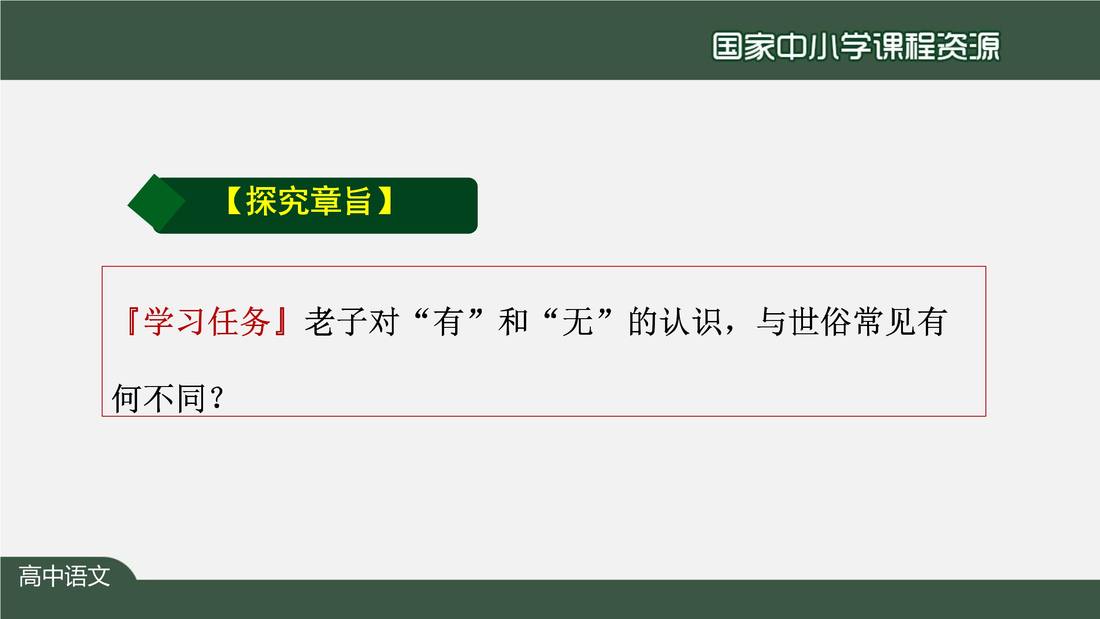 国家中小学课程资源
【探究章旨】
『学习任务』老子对“有”和“无”的认识，与世俗常见有
何不同？
高中语文